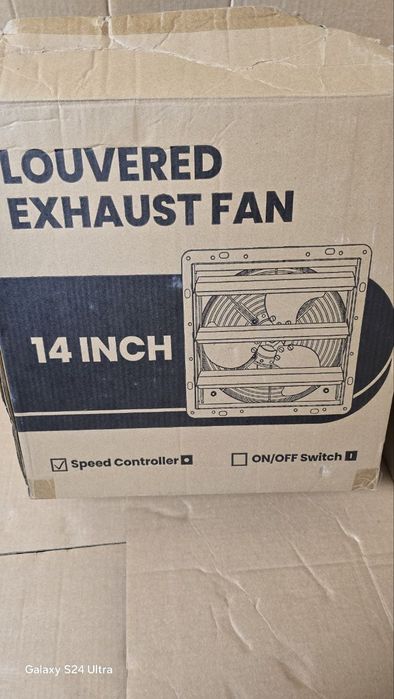 LOUVERED
EXHAUST FAN
14 INCH
Speed Controller
ON/OFF Switch
Galaxy S24 Ultra